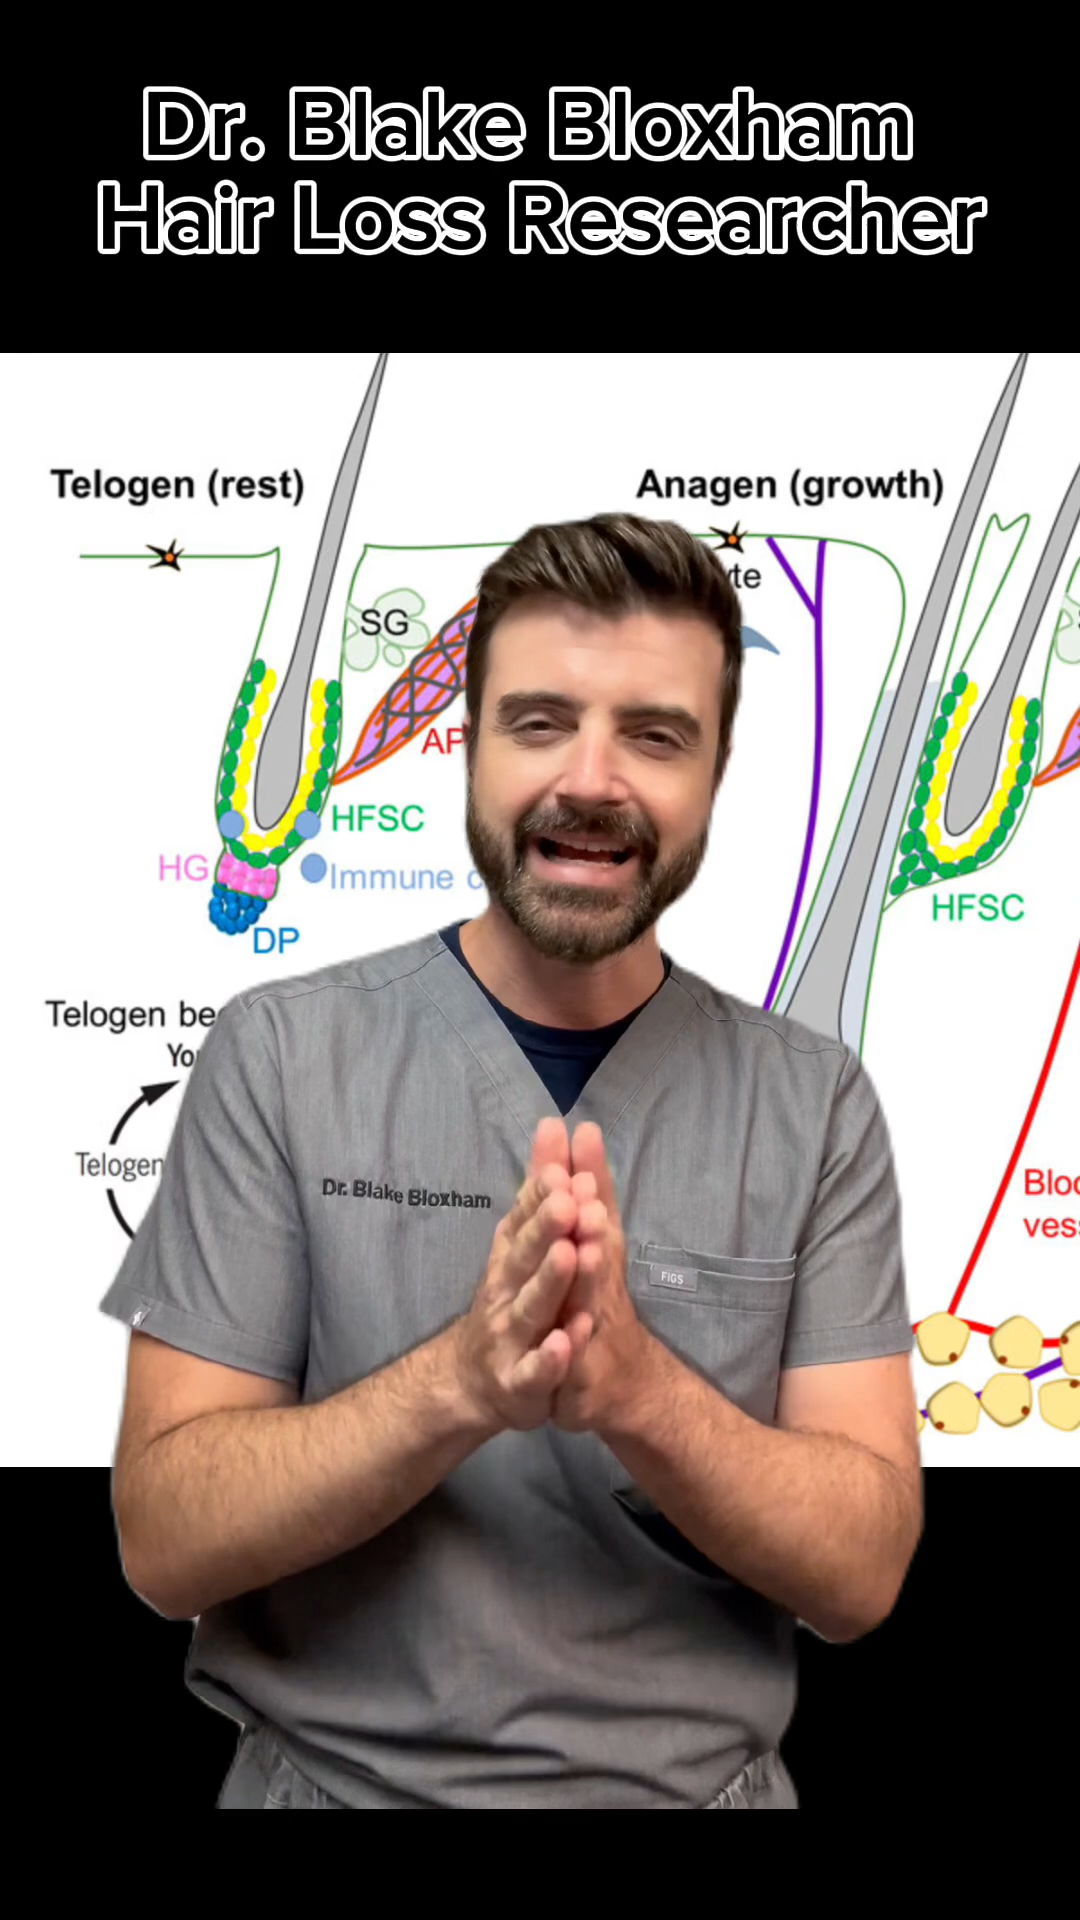 Dr. Blake Bloxham
Hair Loss Researcher
Telogen (rest)
Anagen (growth)
SG
HFSC
HG
Immune
DP
HFSC
Telogen
Telogen
Dr. Blake Bloxham
FIGS